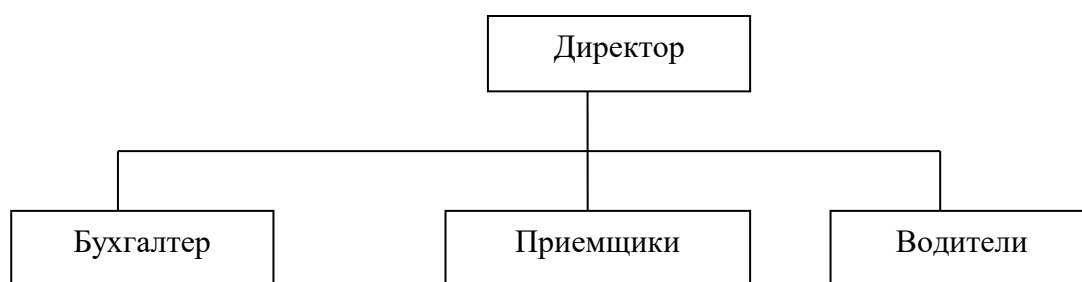 Директор
Бухгалтер
Приемщики
Водители